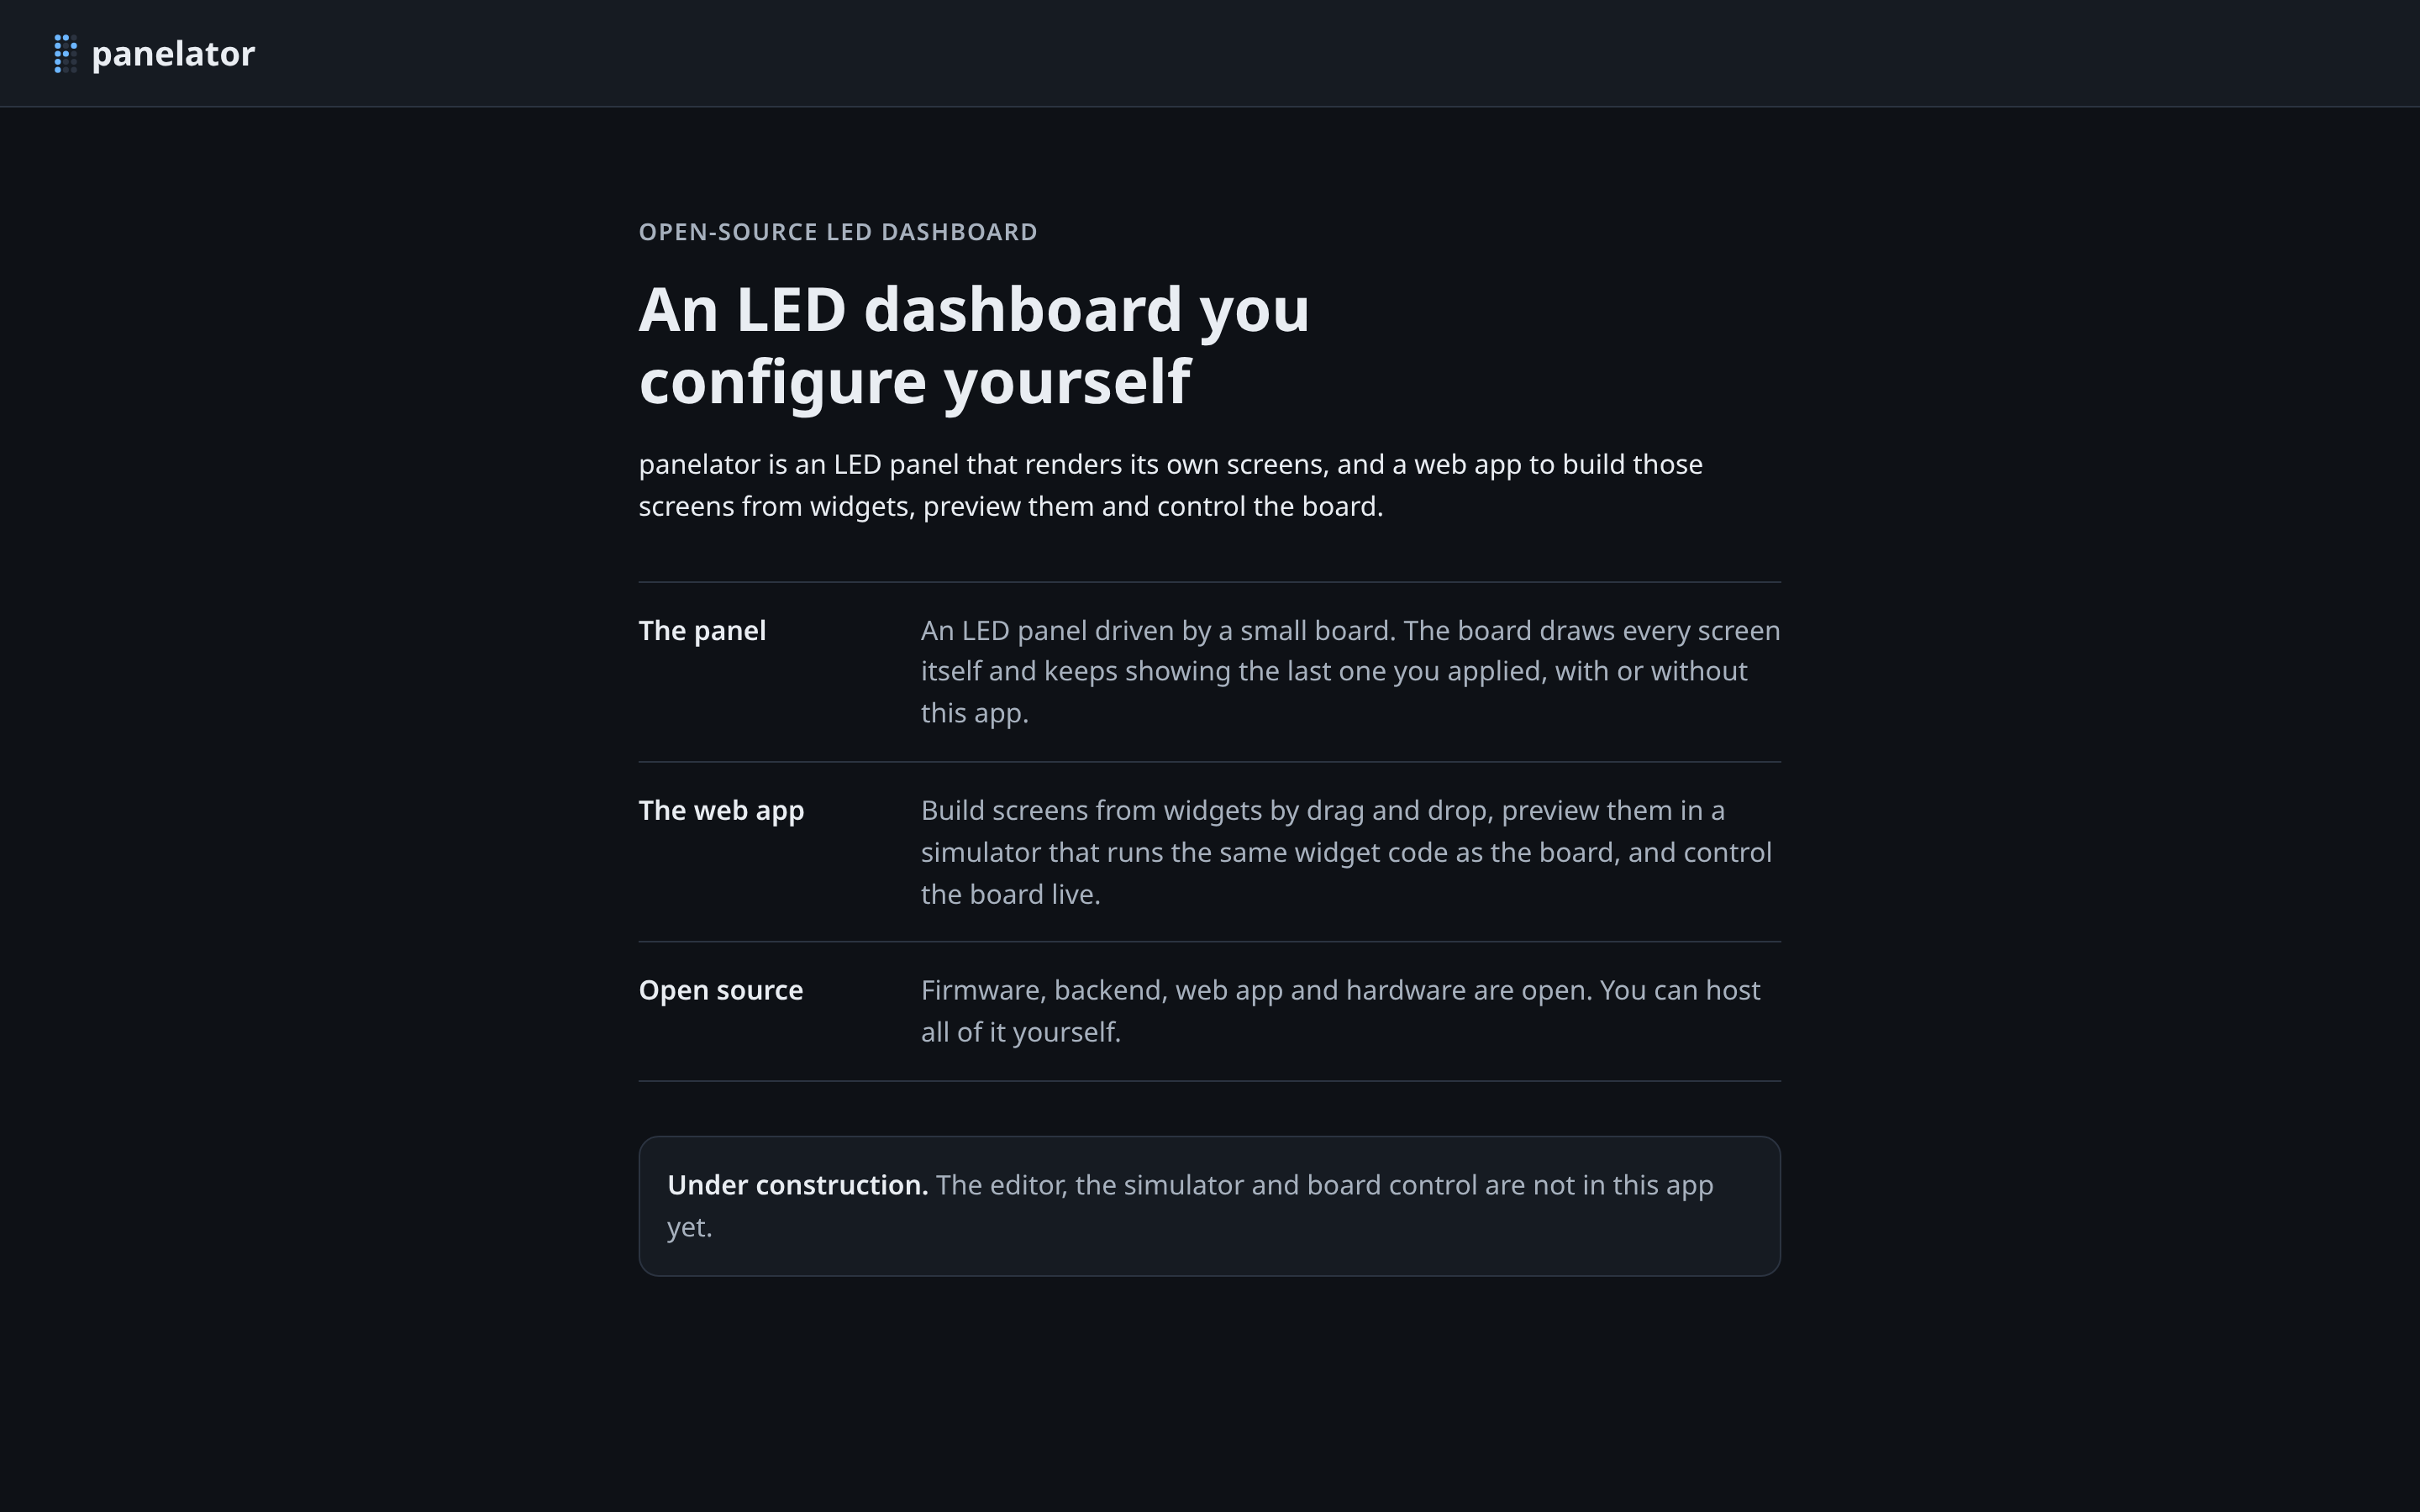 panelator
OPEN-SOURCE LED DASHBOARD
An LED dashboard you
configure yourself
panelator is an LED panel that renders its own screens, and a web app to build those
screens from widgets, preview them and control the board.
The panel
An LED panel driven by a small board. The board draws every screen
itself and keeps showing the last one you applied, with or without
this app.
The web app
Build screens from widgets by drag and drop, preview them in a
simulator that runs the same widget code as the board, and control
the board live.
Open source
Firmware, backend, web app and hardware are open. You can host
all of it yourself.
Under construction. The editor, the simulator and board control are not in this app
yet.